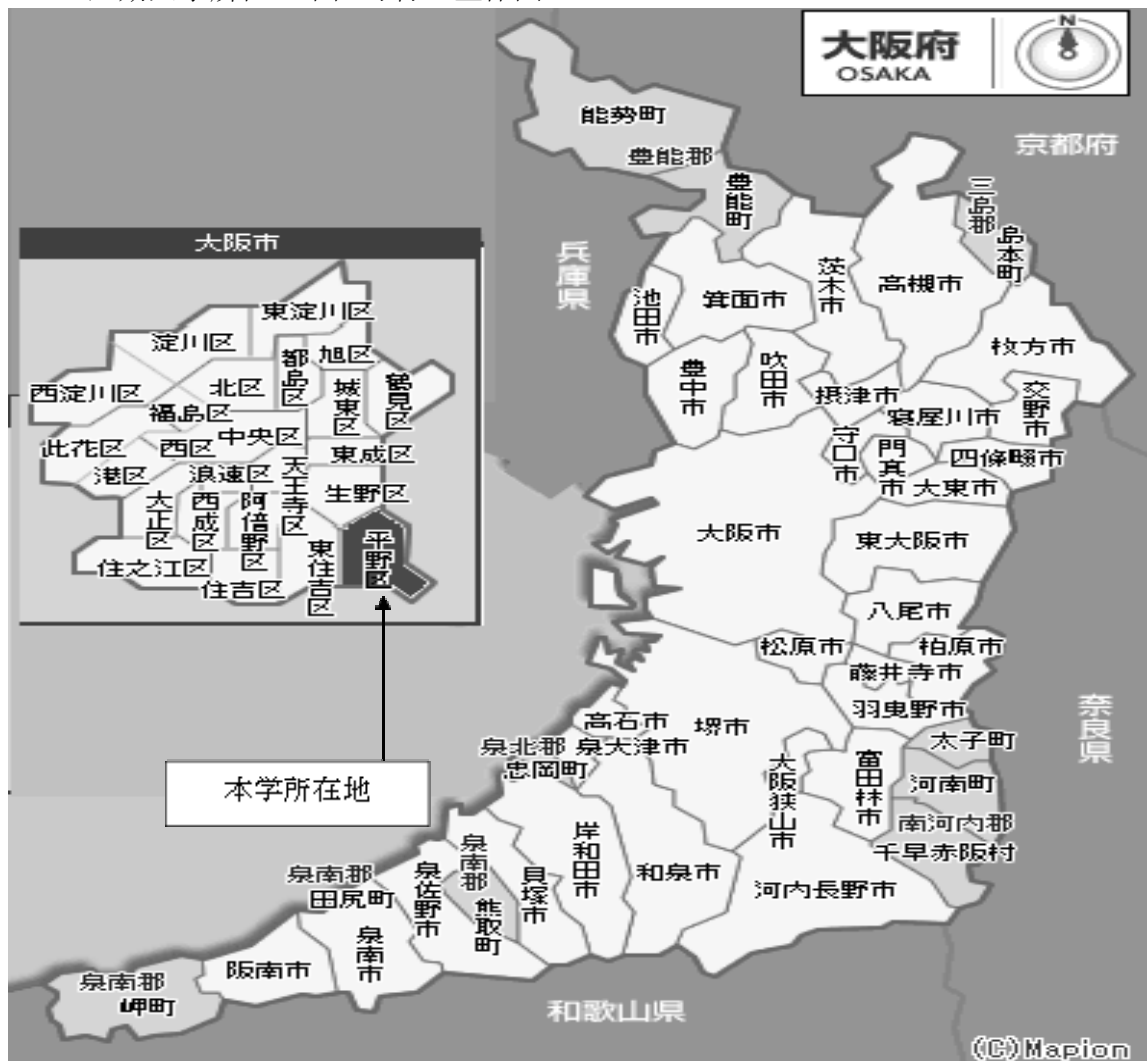 大阪府
OSAKA
N
京都府
兵庫県
奈良県
和歌山県
能勢町
豊能郡
豊能町
三島郡
島本町
茨木市
高槻市
池田市
箕面市
枚方市
豊中市
吹田市
摂津市
寝屋川市
交野市
守口市
門真市
四條畷市
大東市
大阪市
東大阪市
八尾市
松原市
柏原市
藤井寺市
羽曳野市
高石市
堺市
太子町
泉北郡
泉大津市
忠岡町
大阪狭山市
富田林市
河南町
南河内郡
千早赤阪村
岸和田市
和泉市
河内長野市
泉南郡
熊取町
貝塚市
泉佐野市
泉南郡
田尻町
泉南市
阪南市
泉南郡
岬町
大阪市
東淀川区
淀川区
旭区
都島区
西淀川区
北区
城東区
鶴見区
福島区
此花区
西区
中央区
東成区
港区
浪速区
天王寺区
大正区
西成区
阿倍野区
生野区
平野区
住之江区
住吉区
東住吉区
本学所在地
(C)Mapion